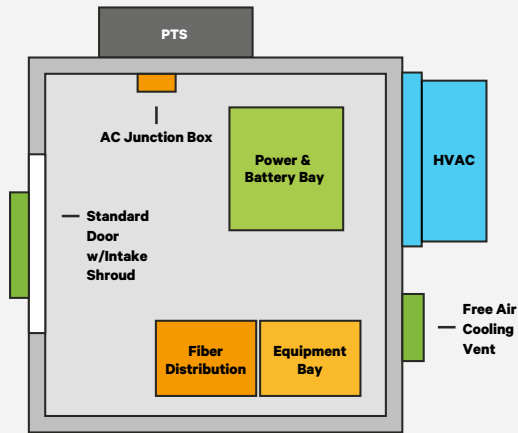 PTS
AC Junction Box
Power &
Battery Bay
HVAC
Standard
Door
w/Intake
Shroud
Free Air
Cooling
Vent
Fiber
Distribution
Equipment
Bay